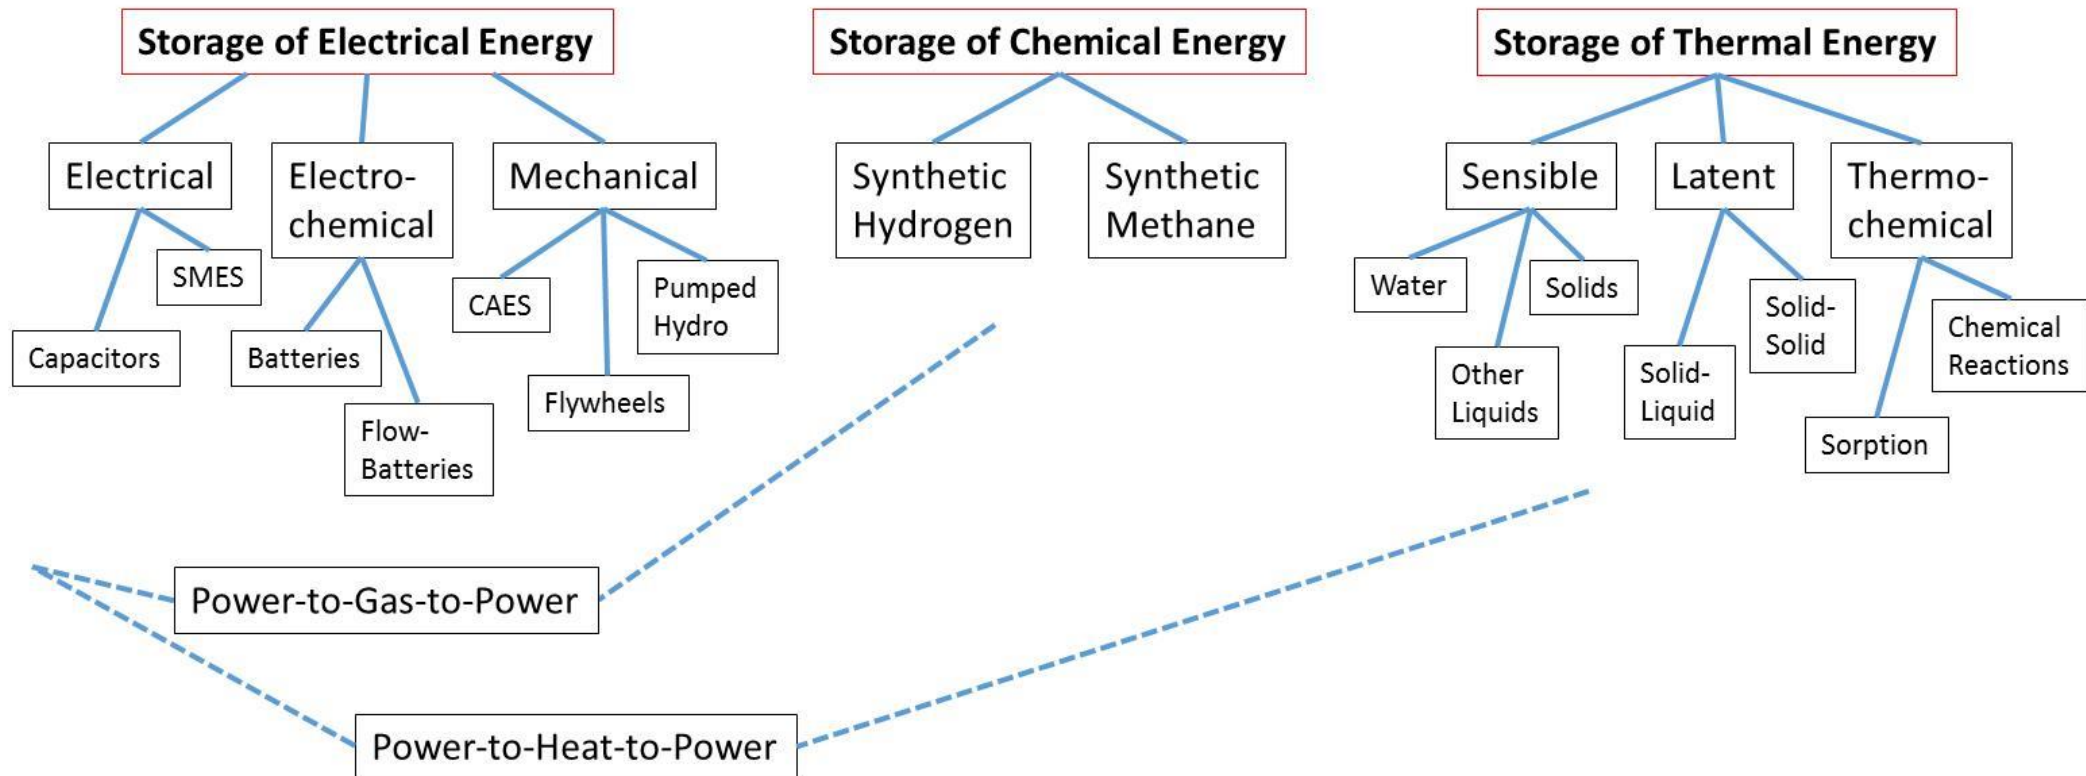 Storage of Electrical Energy
Storage of Chemical Energy
Storage of Thermal Energy
Electrical
Electro-
chemical
Mechanical
Synthetic
Hydrogen
Synthetic
Methane
Sensible
Latent
Thermo-
chemical
SMES
Capacitors
Batteries
Flow-
Batteries
CAES
Pumped
Hydro
Flywheels
Water
Solids
Other
Liquids
Solid-
Liquid
Solid-
Solid
Chemical
Reactions
Sorption
Power-to-Gas-to-Power
Power-to-Heat-to-Power